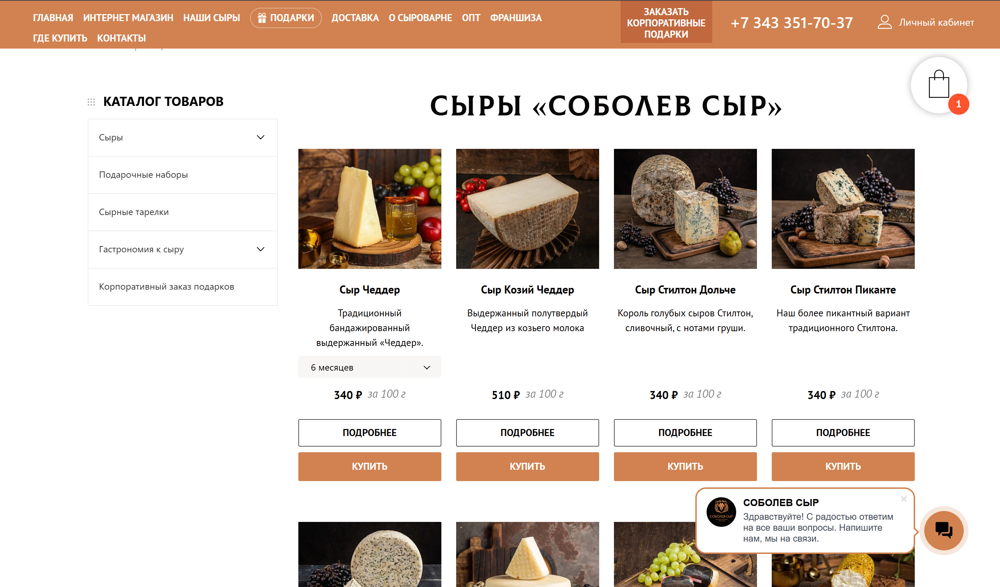 ГЛАВНАЯ ИНТЕРНЕТ МАГАЗИН НАШИ СЫРЫ ПОДАРКИ ДОСТАВКА О СЫРОВАРНЕ ОПТ ФРАНШИЗА
ГДЕ КУПИТЬ КОНТАКТЫ
ЗАКАЗАТЬ
КОРПОРАТИВНЫЕ
ПОДАРКИ
+7 343 351-70-37
Личный кабинет
1
КАТАЛОГ ТОВАРОВ
Сыры
Подарочные наборы
Сырные тарелки
Гастрономия к сыру
Корпоративный заказ подарков
СЫРЫ «СОБОЛЕВ СЫР»
Сыр Чеддер
Традиционный
бандажированный
выдержанный «Чеддер».
6 месяцев
340 ₽ за 100 г
ПОДРОБНЕЕ
КУПИТЬ
Сыр Козий Чеддер
Выдержанный полутвердый
Чеддер из козьего молока
510 ₽ за 100 г
ПОДРОБНЕЕ
КУПИТЬ
Сыр Стилтон Дольче
Король голубых сыров Стилтон,
сливочный, с нотами груши.
340 ₽ за 100 г
ПОДРОБНЕЕ
КУПИТЬ
Сыр Стилтон Пиканте
Наш более пикантный вариант
традиционного Стилтона.
340 ₽ за 100 г
ПОДРОБНЕЕ
КУПИТЬ
СОБОЛЕВ СЫР
СОБОЛЕВ СЫР
Здравствуйте! С радостью ответим
на все ваши вопросы. Напишите
нам, мы на связи.